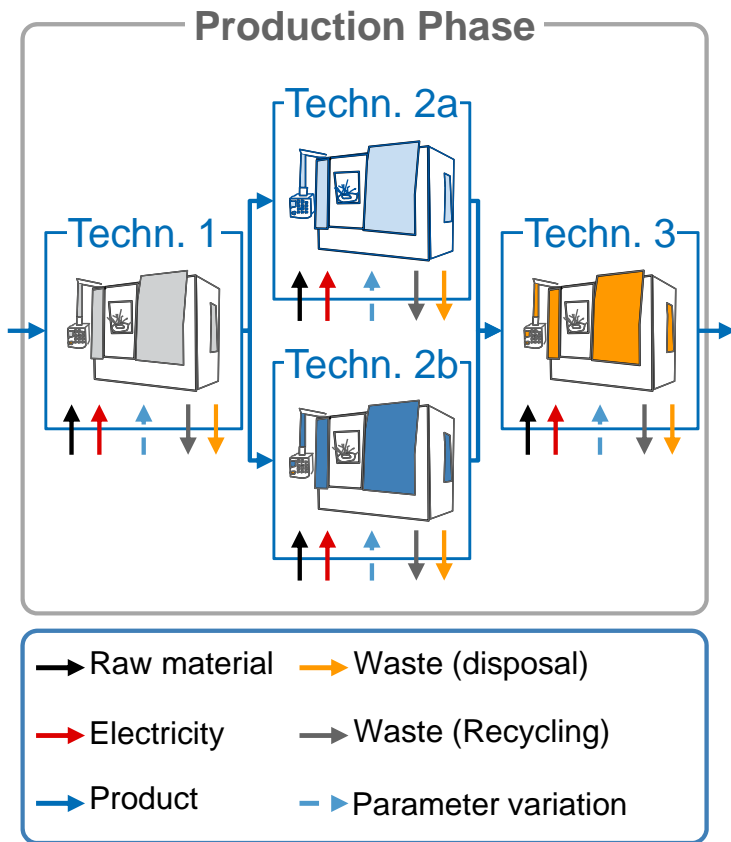 Production Phase
Techn. 2a
Techn. 1
Techn. 3
Techn. 2b
Raw material
Waste (disposal)
Electricity
Waste (Recycling)
Product
Parameter variation